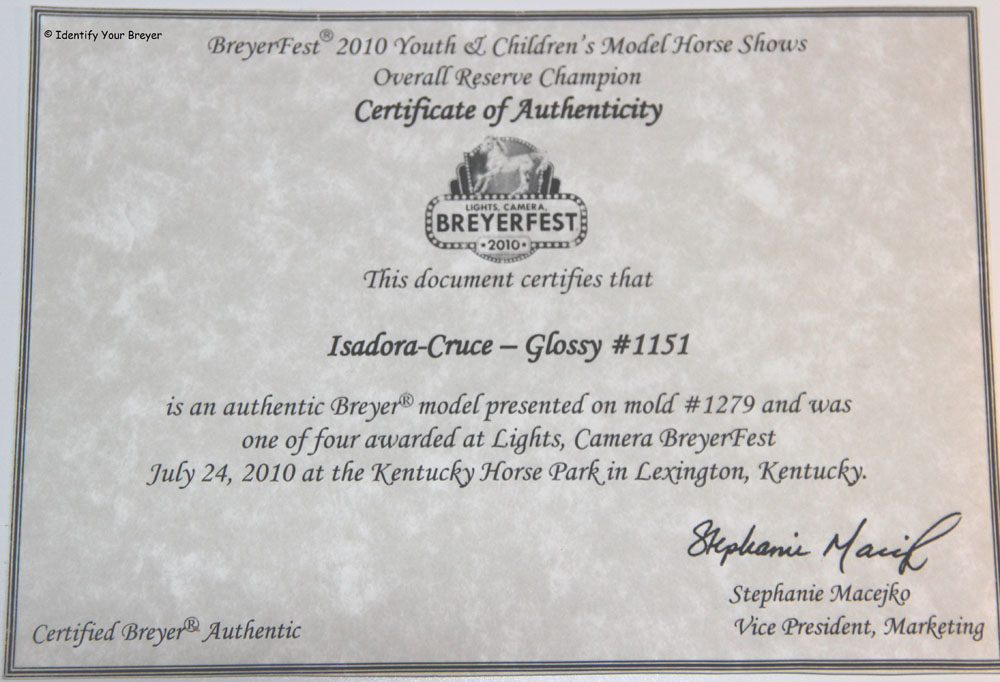 © Identify Your Breyer
BreyerFest® 2010 Youth & Children's Model Horse Shows
Overall Reserve Champion
Certificate of Authenticity
LIGHTS, CAMERA,
BREYERFEST
•2010•
This document certifies that
Isadora-Cruce – Glossy #1151
is an authentic Breyer® model presented on mold #1279 and was
one of four awarded at Lights, Camera BreyerFest
July 24, 2010 at the Kentucky Horse Park in Lexington, Kentucky.
Stephanie Macejko
Stephanie Macejko
Vice President, Marketing
Certified Breyer® Authentic